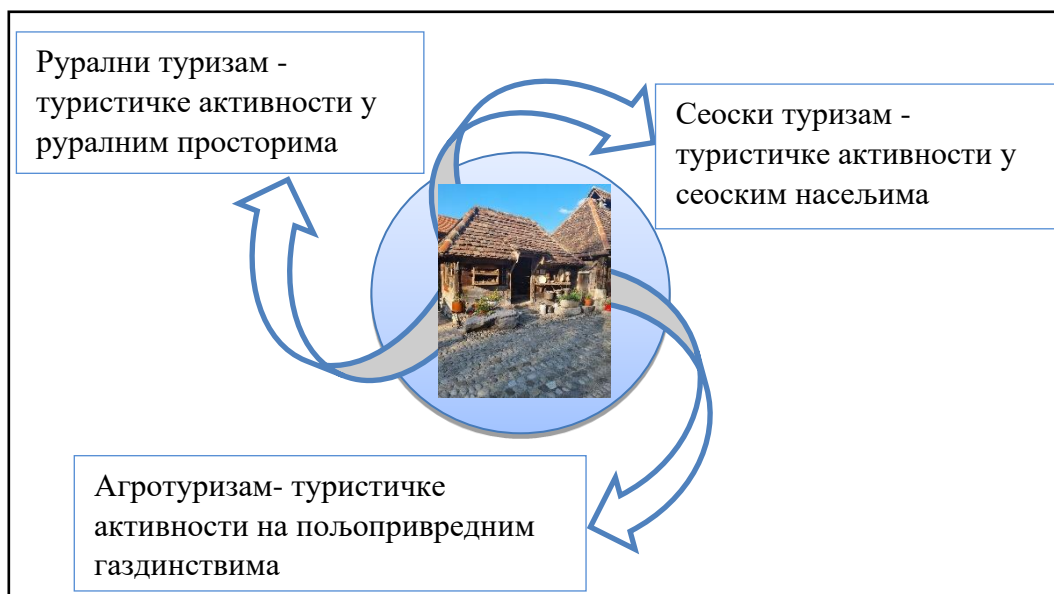 Рурални туризам -
туристичке активности у
руралним просторима
Сеоски туризам -
туристичке активности у
сеоским насељима
Агротуризам- туристичке
активности на пољопривредним
газдинствима